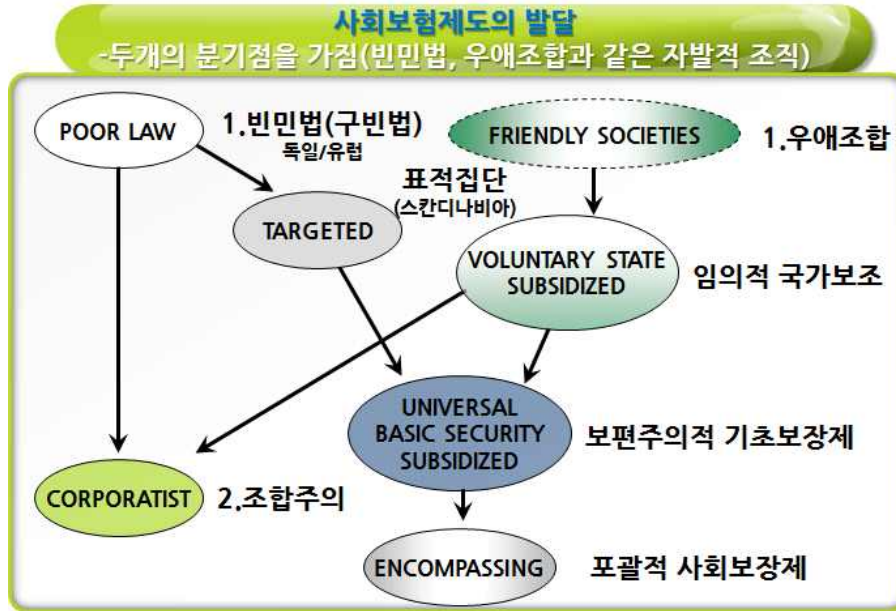 사회보험제도의 발달
-두개의 분기점을 가짐(빈민법, 우애조합과 같은 자발적 조직)
POOR LAW
1.빈민법(구빈법)
독일/유럽
FRIENDLY SOCIETIES
1.우애조합
표적집단
(스칸디나비아)
TARGETED
VOLUNTARY STATE
SUBSIDIZED
임의적 국가보조
UNIVERSAL
BASIC SECURITY
SUBSIDIZED
보편주의적 기초보장제
CORPORATIST
2.조합주의
ENCOMPASSING
포괄적 사회보장제